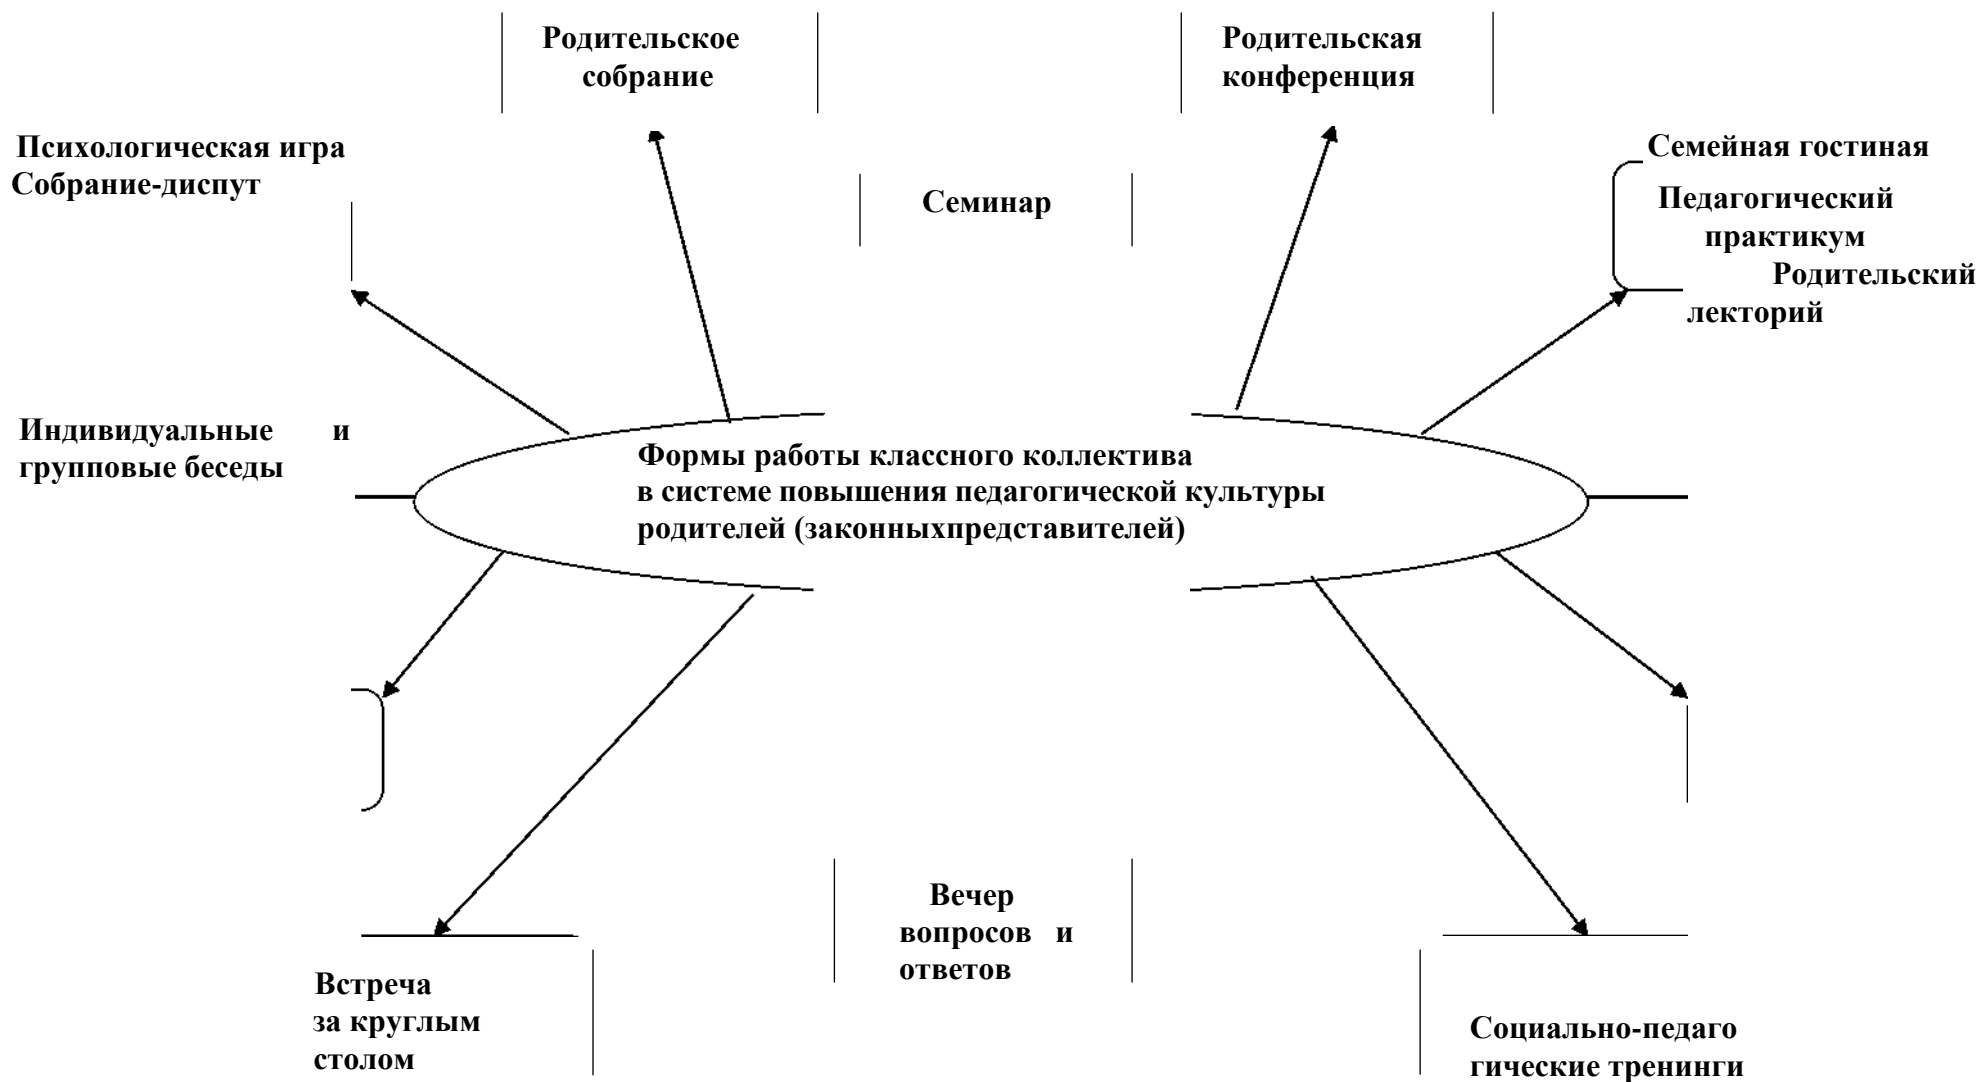 Родительское
собрание
Родительская
конференция
Психологическая игра
Собрание-диспут
Семинар
Семейная гостиная
Педагогический
практикум
Родительский
лекторий
Индивидуальные и
групповые беседы
Формы работы классного коллектива
в системе повышения педагогической культуры
родителей (законныхпредставителей)
Вечер
вопросов и
ответов
Встреча
за круглым
столом
Социально-педаго
гические тренинги